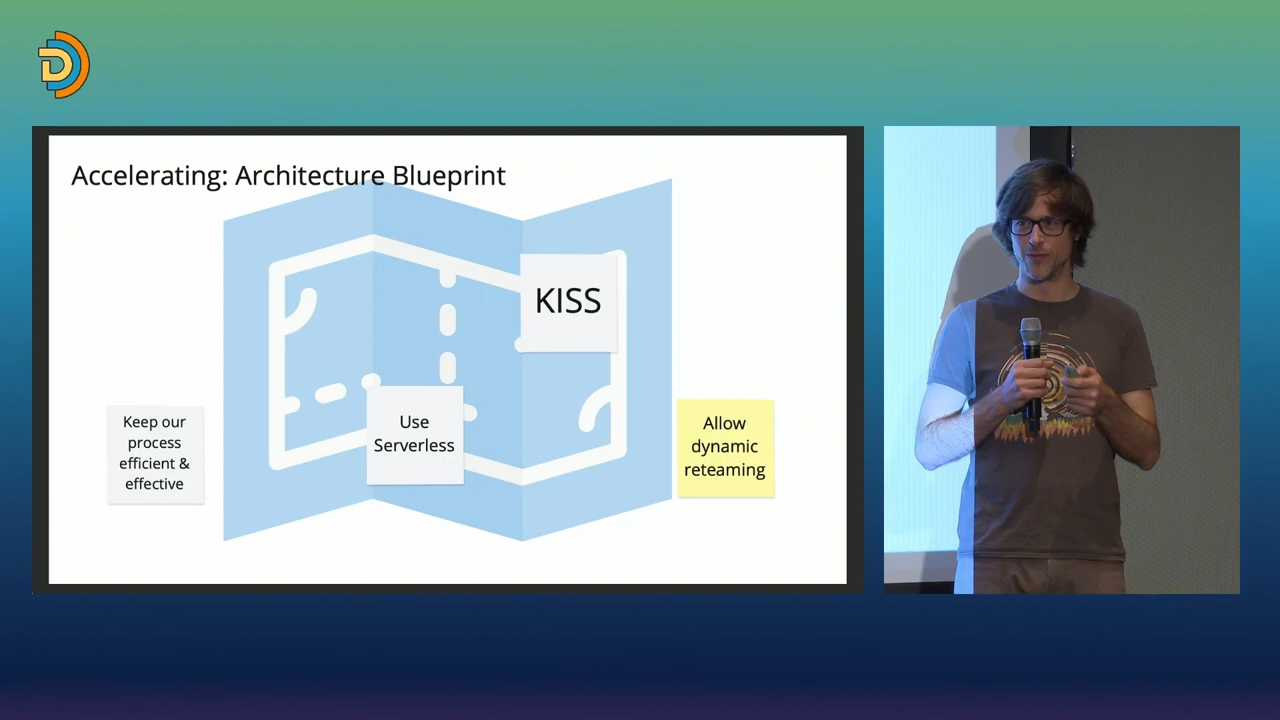 D
Accelerating: Architecture Blueprint
KISS
Use
Serverless
Keep our
process
efficient &
effective
Allow
dynamic
reteaming